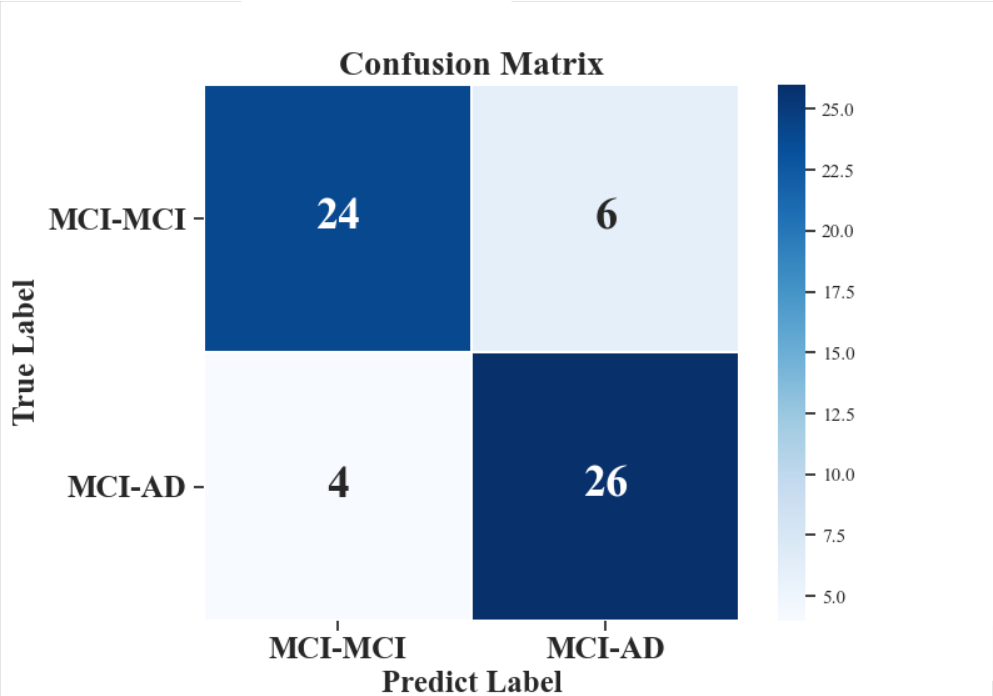 Confusion Matrix
MCI-MCI
24
6
MCI-AD
4
26
True Label
MCI-MCI
MCI-AD
Predict Label
25.0
22.5
20.0
17.5
15.0
12.5
10.0
7.5
5.0